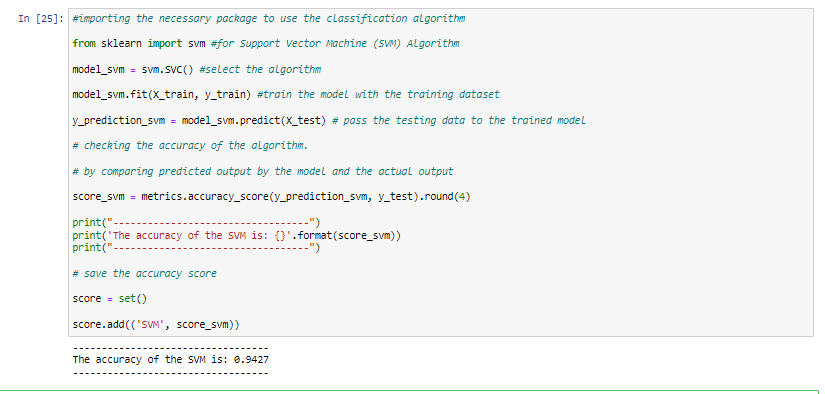 In [25]: #importing the necessary package to use the classification algorithm
from sklearn import svm #for Support Vector Machine (SVM) Algorithm
model_svm = svm.SVC() #select the algorithm
model_svm.fit(X_train, y_train) #train the model with the training dataset
y_prediction_svm = model_svm.predict(X_test) # pass the testing data to the trained model
# checking the accuracy of the algorithm.
# by comparing predicted output by the model and the actual output
score_svm = metrics.accuracy_score(y_prediction_svm, y_test).round(4)
print("----------------------------------")
print('The accuracy of the SVM is: {}'.format(score_svm))
print("----------------------------------")
# save the accuracy score
score = set()
score.add(('SVM', score_svm))
----------------------------------
The accuracy of the SVM is: 0.9427
----------------------------------